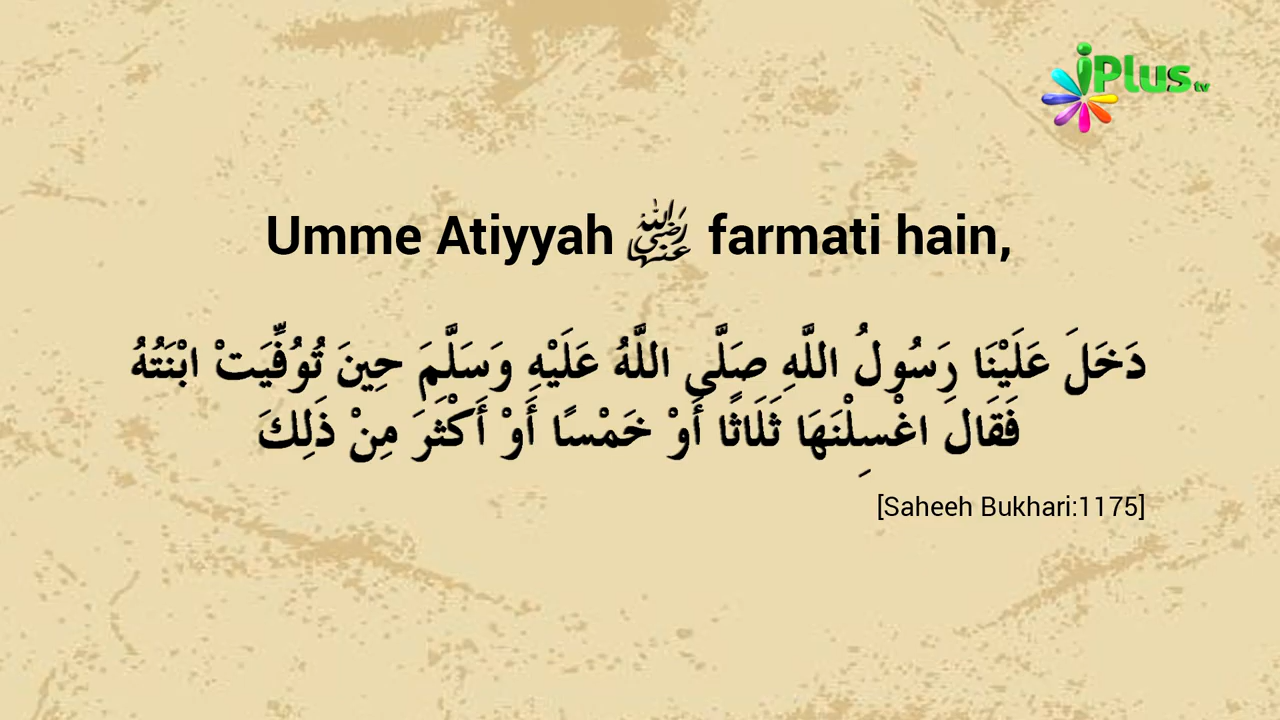 iPlus tv
Umme Atiyyah رضي الله عنها farmati hain,
دَخَلَ عَلَيْنَا رَسُولُ اللَّهِ صَلَّى اللَّهُ عَلَيْهِ وَسَلَّمَ حِينَ تُوُفِّيَتْ ابْنَتُهُ
فَقَالَ اغْسِلْنَهَا ثَلَاثًا أَوْ خَمْسًا أَوْ أَكْثَرَ مِنْ ذَلِكَ
[Saheeh Bukhari:1175]